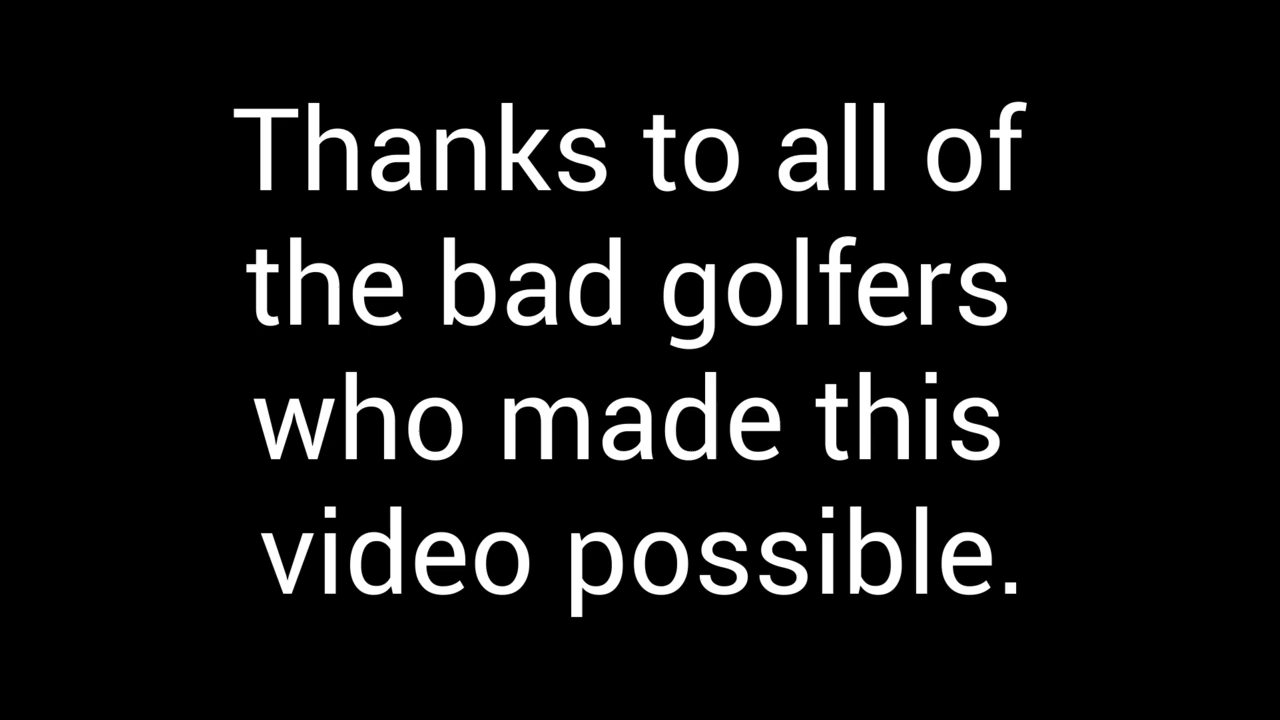 Thanks to all of
the bad golfers
who made this
video possible.